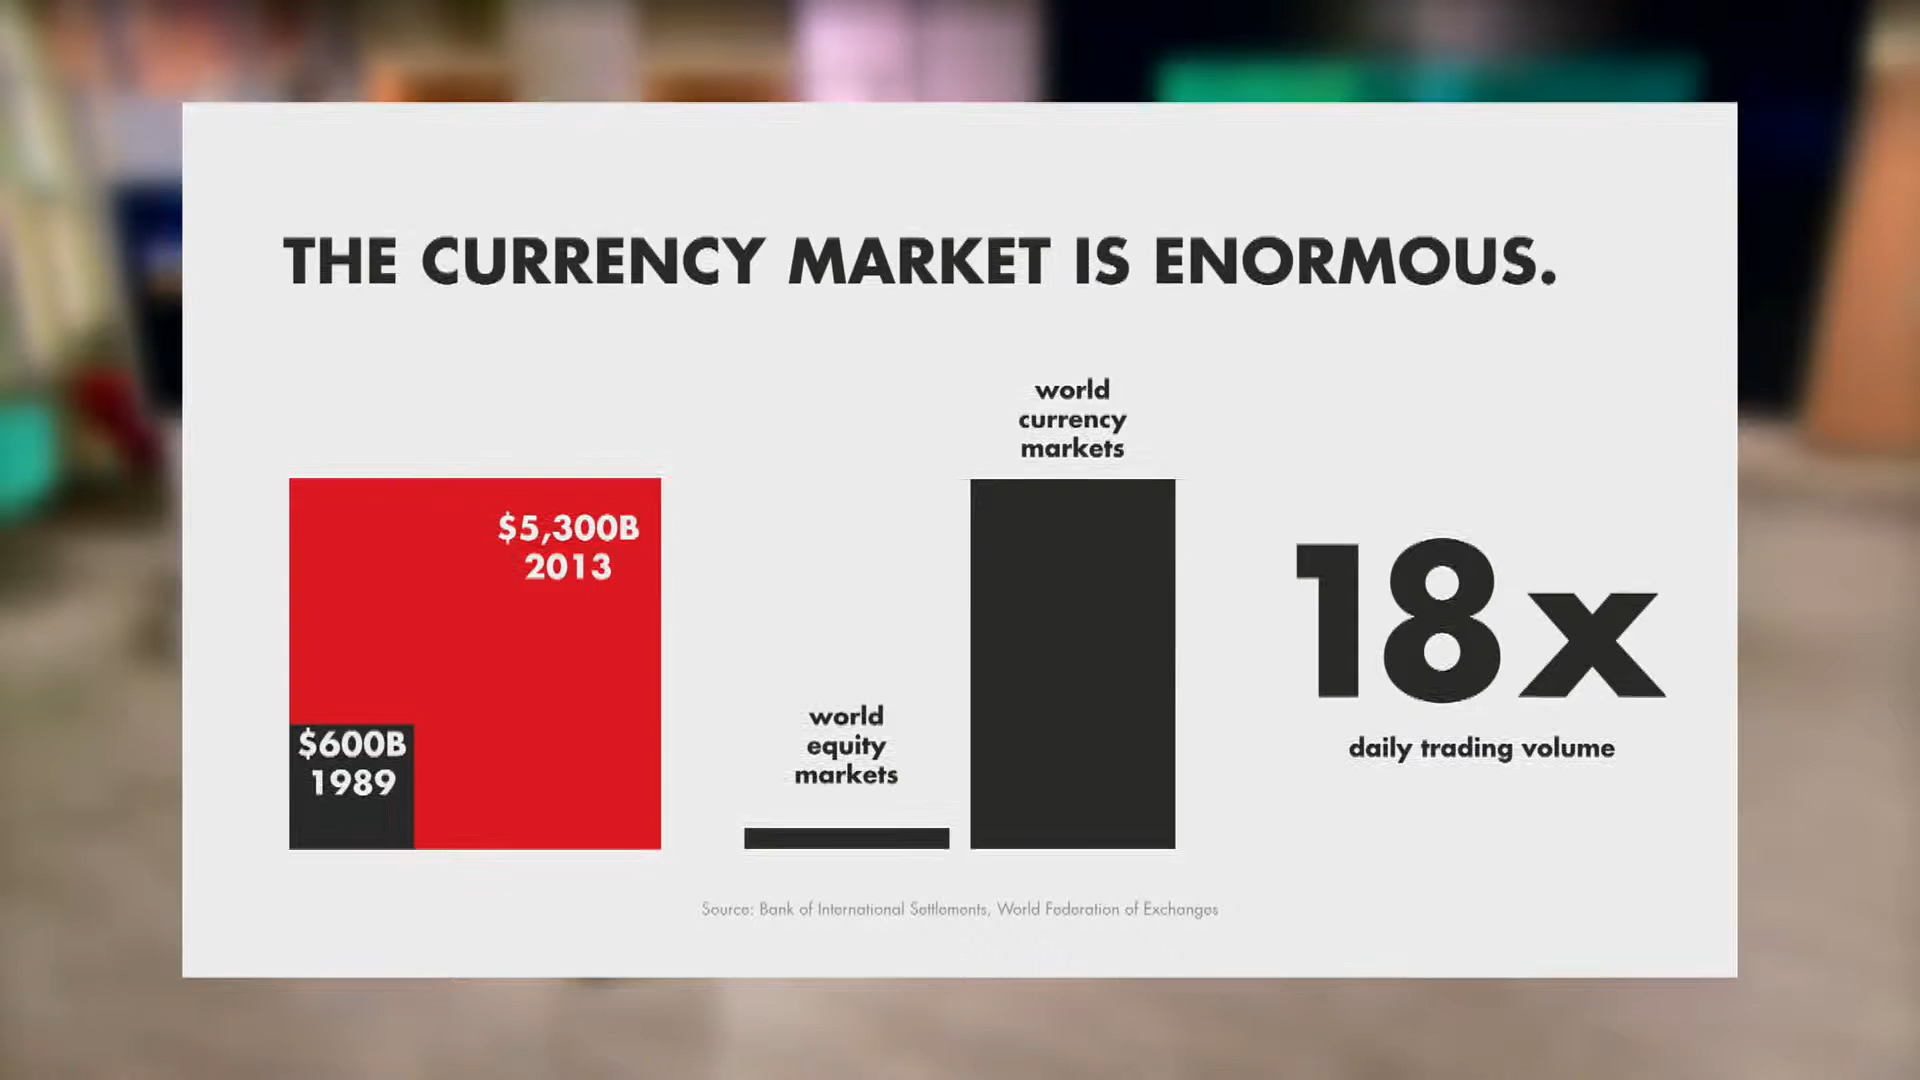 THE CURRENCY MARKET IS ENORMOUS.
$5,300B
2013
$600B
1989
world
equity
markets
world
currency
markets
18x
daily trading volume
Source: Bank of International Settlements, World Federation of Exchanges